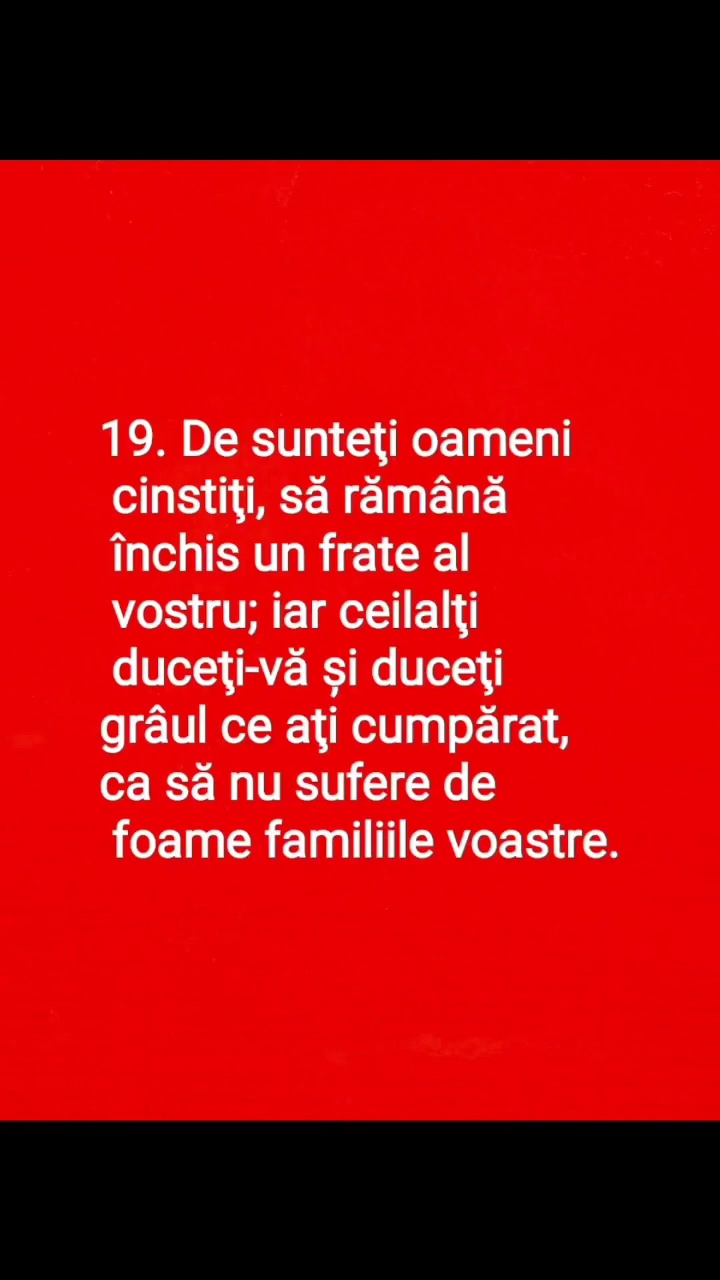 19. De sunteţi oameni
cinstiţi, să rămână
închis un frate al
vostru; iar ceilalţi
duceţi-vă și duceţi
grâul ce aţi cumpărat,
ca să nu sufere de
foame familiile voastre.